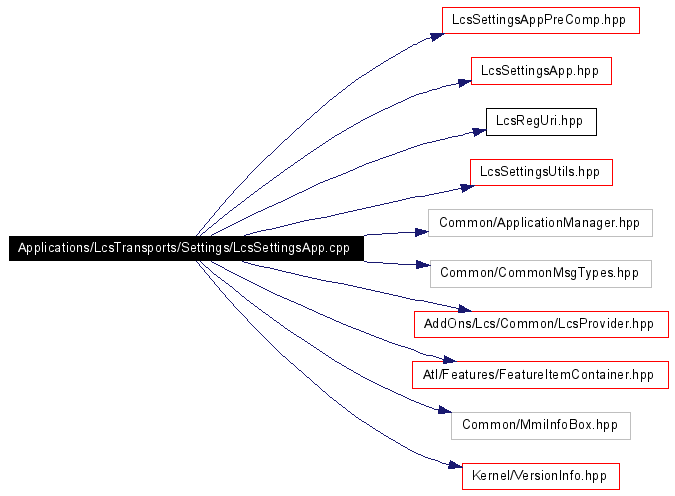 LcsSettingsAppPreComp.hpp
LcsSettingsApp.hpp
LcsRegUri.hpp
LcsSettingsUtils.hpp
Common/ApplicationManager.hpp
Applications/LcsTransports/Settings/LcsSettingsApp.cpp
Common/CommonMsgTypes.hpp
AddOns/Lcs/Common/LcsProvider.hpp
Atl/Features/FeatureItemContainer.hpp
Common/MmiInfoBox.hpp
Kernel/VersionInfo.hpp